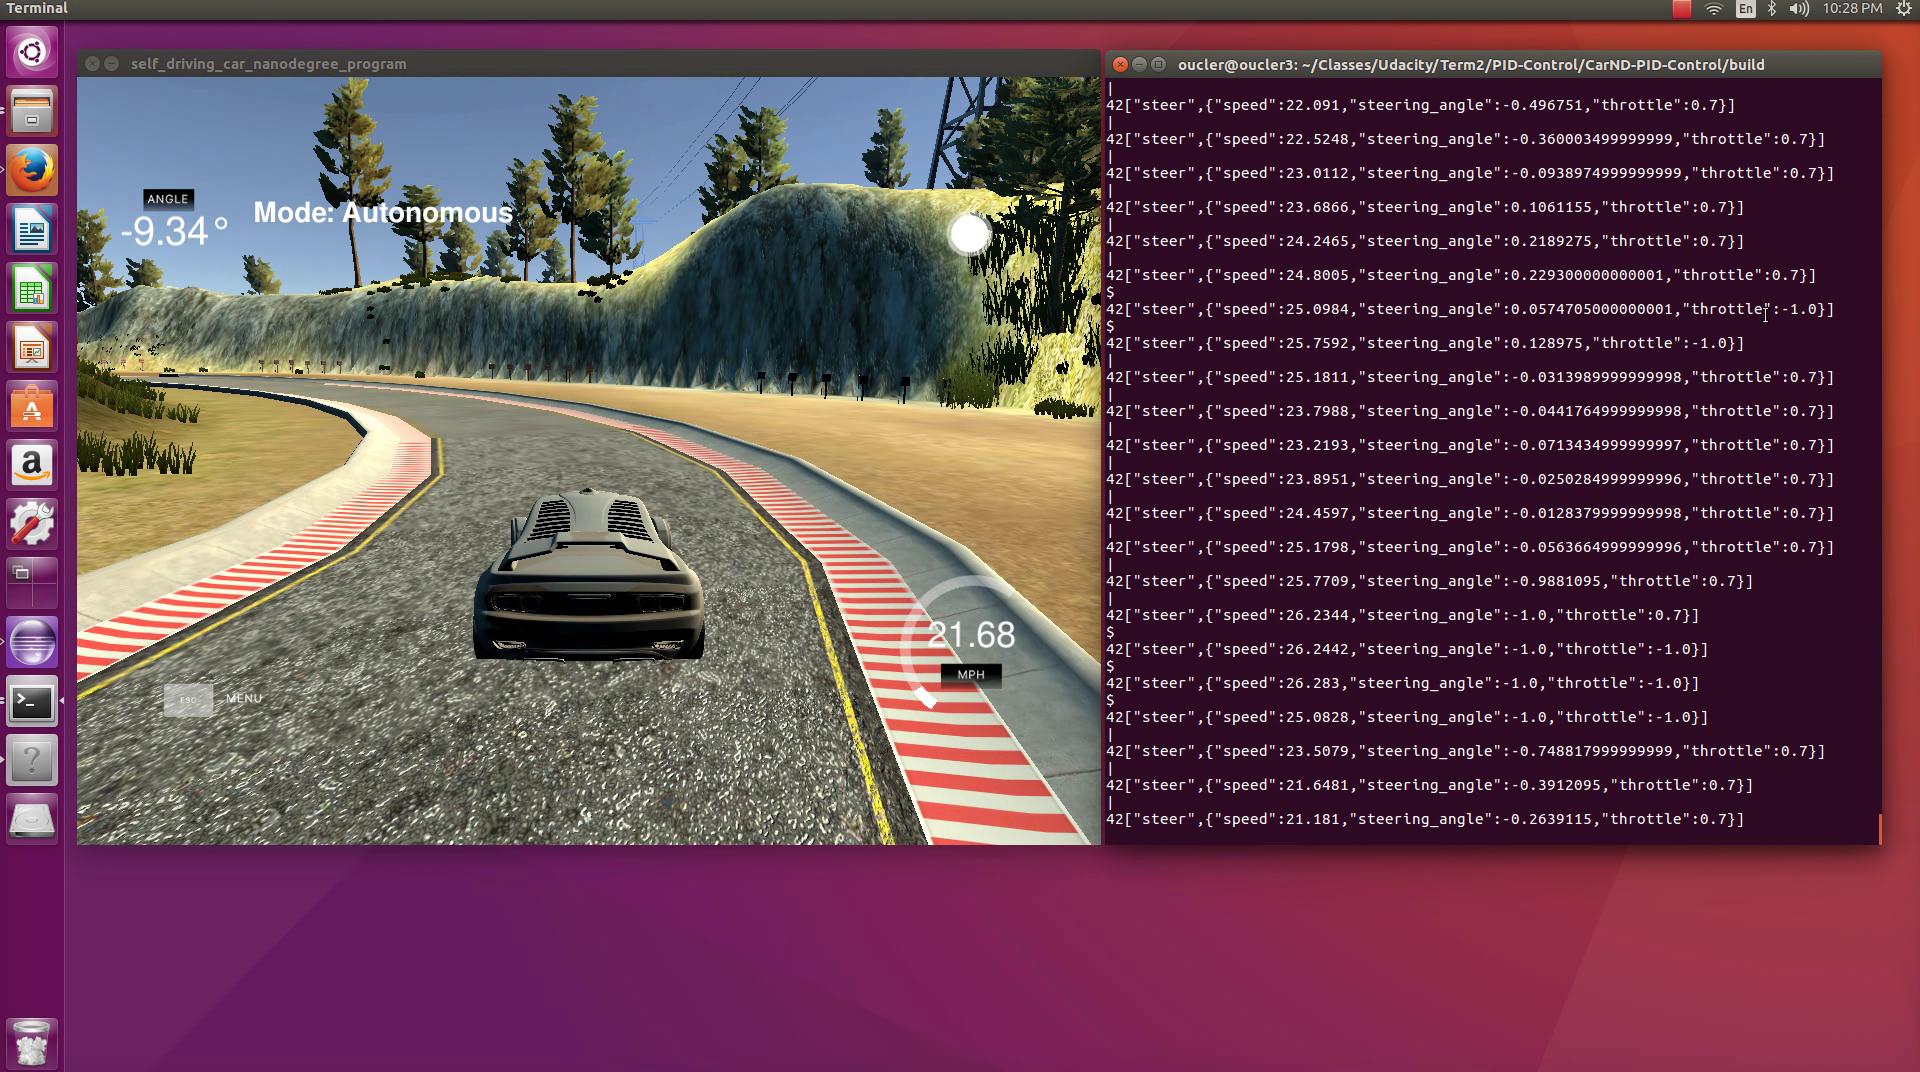 Terminal
En
10:28 PM
self_driving_car_nanodegree_program
ANGLE
-9.34°
Mode: Autonomous
21.68
MPH
ESC
MENU
oucler@oucler3: ~/Classes/Udacity/Term2/PID-Control/CarND-PID-Control/build
|
42["steer",{"speed":22.091,"steering_angle":-0.496751,"throttle":0.7}]
|
42["steer",{"speed":22.5248,"steering_angle":-0.360003499999999,"throttle":0.7}]
|
42["steer",{"speed":23.0112,"steering_angle":-0.0938974999999999,"throttle":0.7}]
|
42["steer",{"speed":23.6866,"steering_angle":0.1061155,"throttle":0.7}]
|
42["steer",{"speed":24.2465,"steering_angle":0.2189275,"throttle":0.7}]
|
42["steer",{"speed":24.8005,"steering_angle":0.229300000000001,"throttle":0.7}]
$
42["steer",{"speed":25.0984,"steering_angle":0.0574705000000001,"throttle":-1.0}]
$
42["steer",{"speed":25.7592,"steering_angle":0.128975,"throttle":-1.0}]
|
42["steer",{"speed":25.1811,"steering_angle":-0.0313989999999998,"throttle":0.7}]
|
42["steer",{"speed":23.7988,"steering_angle":-0.0441764999999998,"throttle":0.7}]
|
42["steer",{"speed":23.2193,"steering_angle":-0.0713434999999997,"throttle":0.7}]
|
42["steer",{"speed":23.8951,"steering_angle":-0.0250284999999996,"throttle":0.7}]
|
42["steer",{"speed":24.4597,"steering_angle":-0.0128379999999998,"throttle":0.7}]
|
42["steer",{"speed":25.1798,"steering_angle":-0.0563664999999996,"throttle":0.7}]
|
42["steer",{"speed":25.7709,"steering_angle":-0.9881095,"throttle":0.7}]
|
42["steer",{"speed":26.2344,"steering_angle":-1.0,"throttle":0.7}]
$
42["steer",{"speed":26.2442,"steering_angle":-1.0,"throttle":-1.0}]
$
42["steer",{"speed":26.283,"steering_angle":-1.0,"throttle":-1.0}]
$
42["steer",{"speed":25.0828,"steering_angle":-1.0,"throttle":-1.0}]
|
42["steer",{"speed":23.5079,"steering_angle":-0.748817999999999,"throttle":0.7}]
|
42["steer",{"speed":21.6481,"steering_angle":-0.3912095,"throttle":0.7}]
|
42["steer",{"speed":21.181,"steering_angle":-0.2639115,"throttle":0.7}]